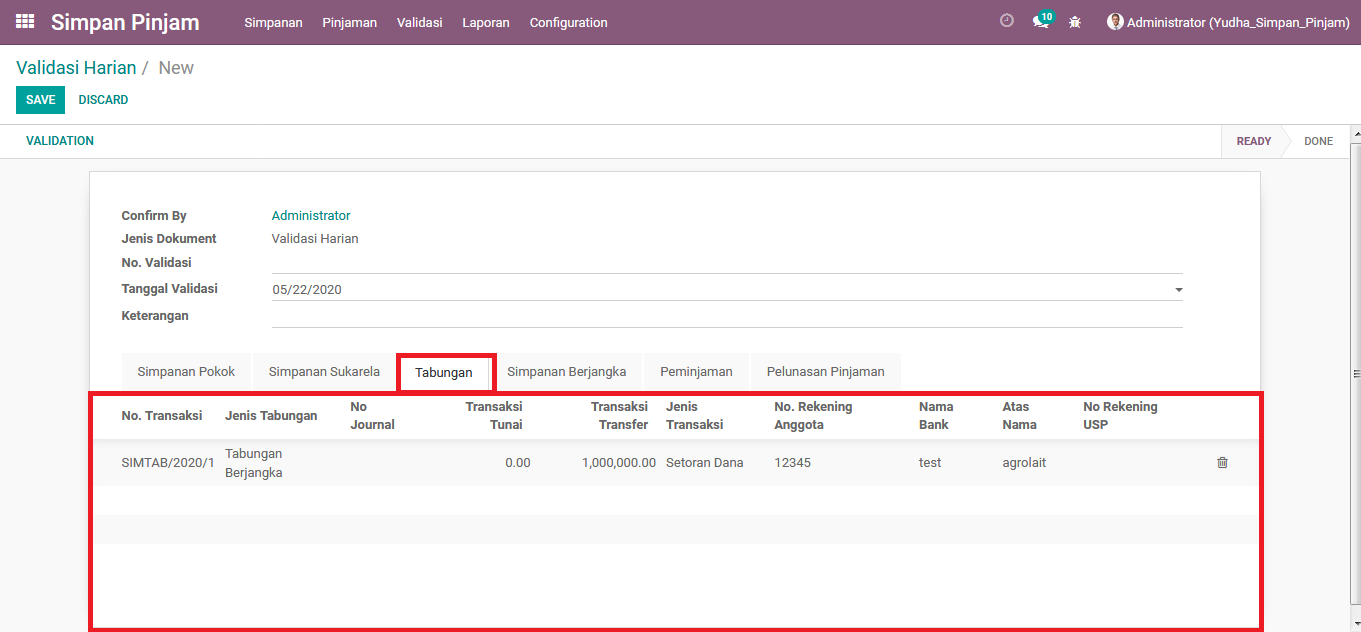 Simpan Pinjam Simpanan Pinjaman Validasi Laporan Configuration 10 Administrator (Yudha_Simpan_Pinjam)
Validasi Harian / New
SAVE DISCARD
VALIDATION READY DONE
Confirm By Administrator
Jenis Dokument Validasi Harian
No. Validasi
Tanggal Validasi 05/22/2020
Keterangan
Simpanan Pokok Simpanan Sukarela Tabungan Simpanan Berjangka Peminjaman Pelunasan Pinjaman
No. Transaksi Jenis Tabungan No Journal Transaksi Tunai Transaksi Transfer Jenis Transaksi No. Rekening Anggota Nama Bank Atas Nama No Rekening USP
SIMTAB/2020/1 Tabungan Berjangka 0.00 1,000,000.00 Setoran Dana 12345 test agrolait